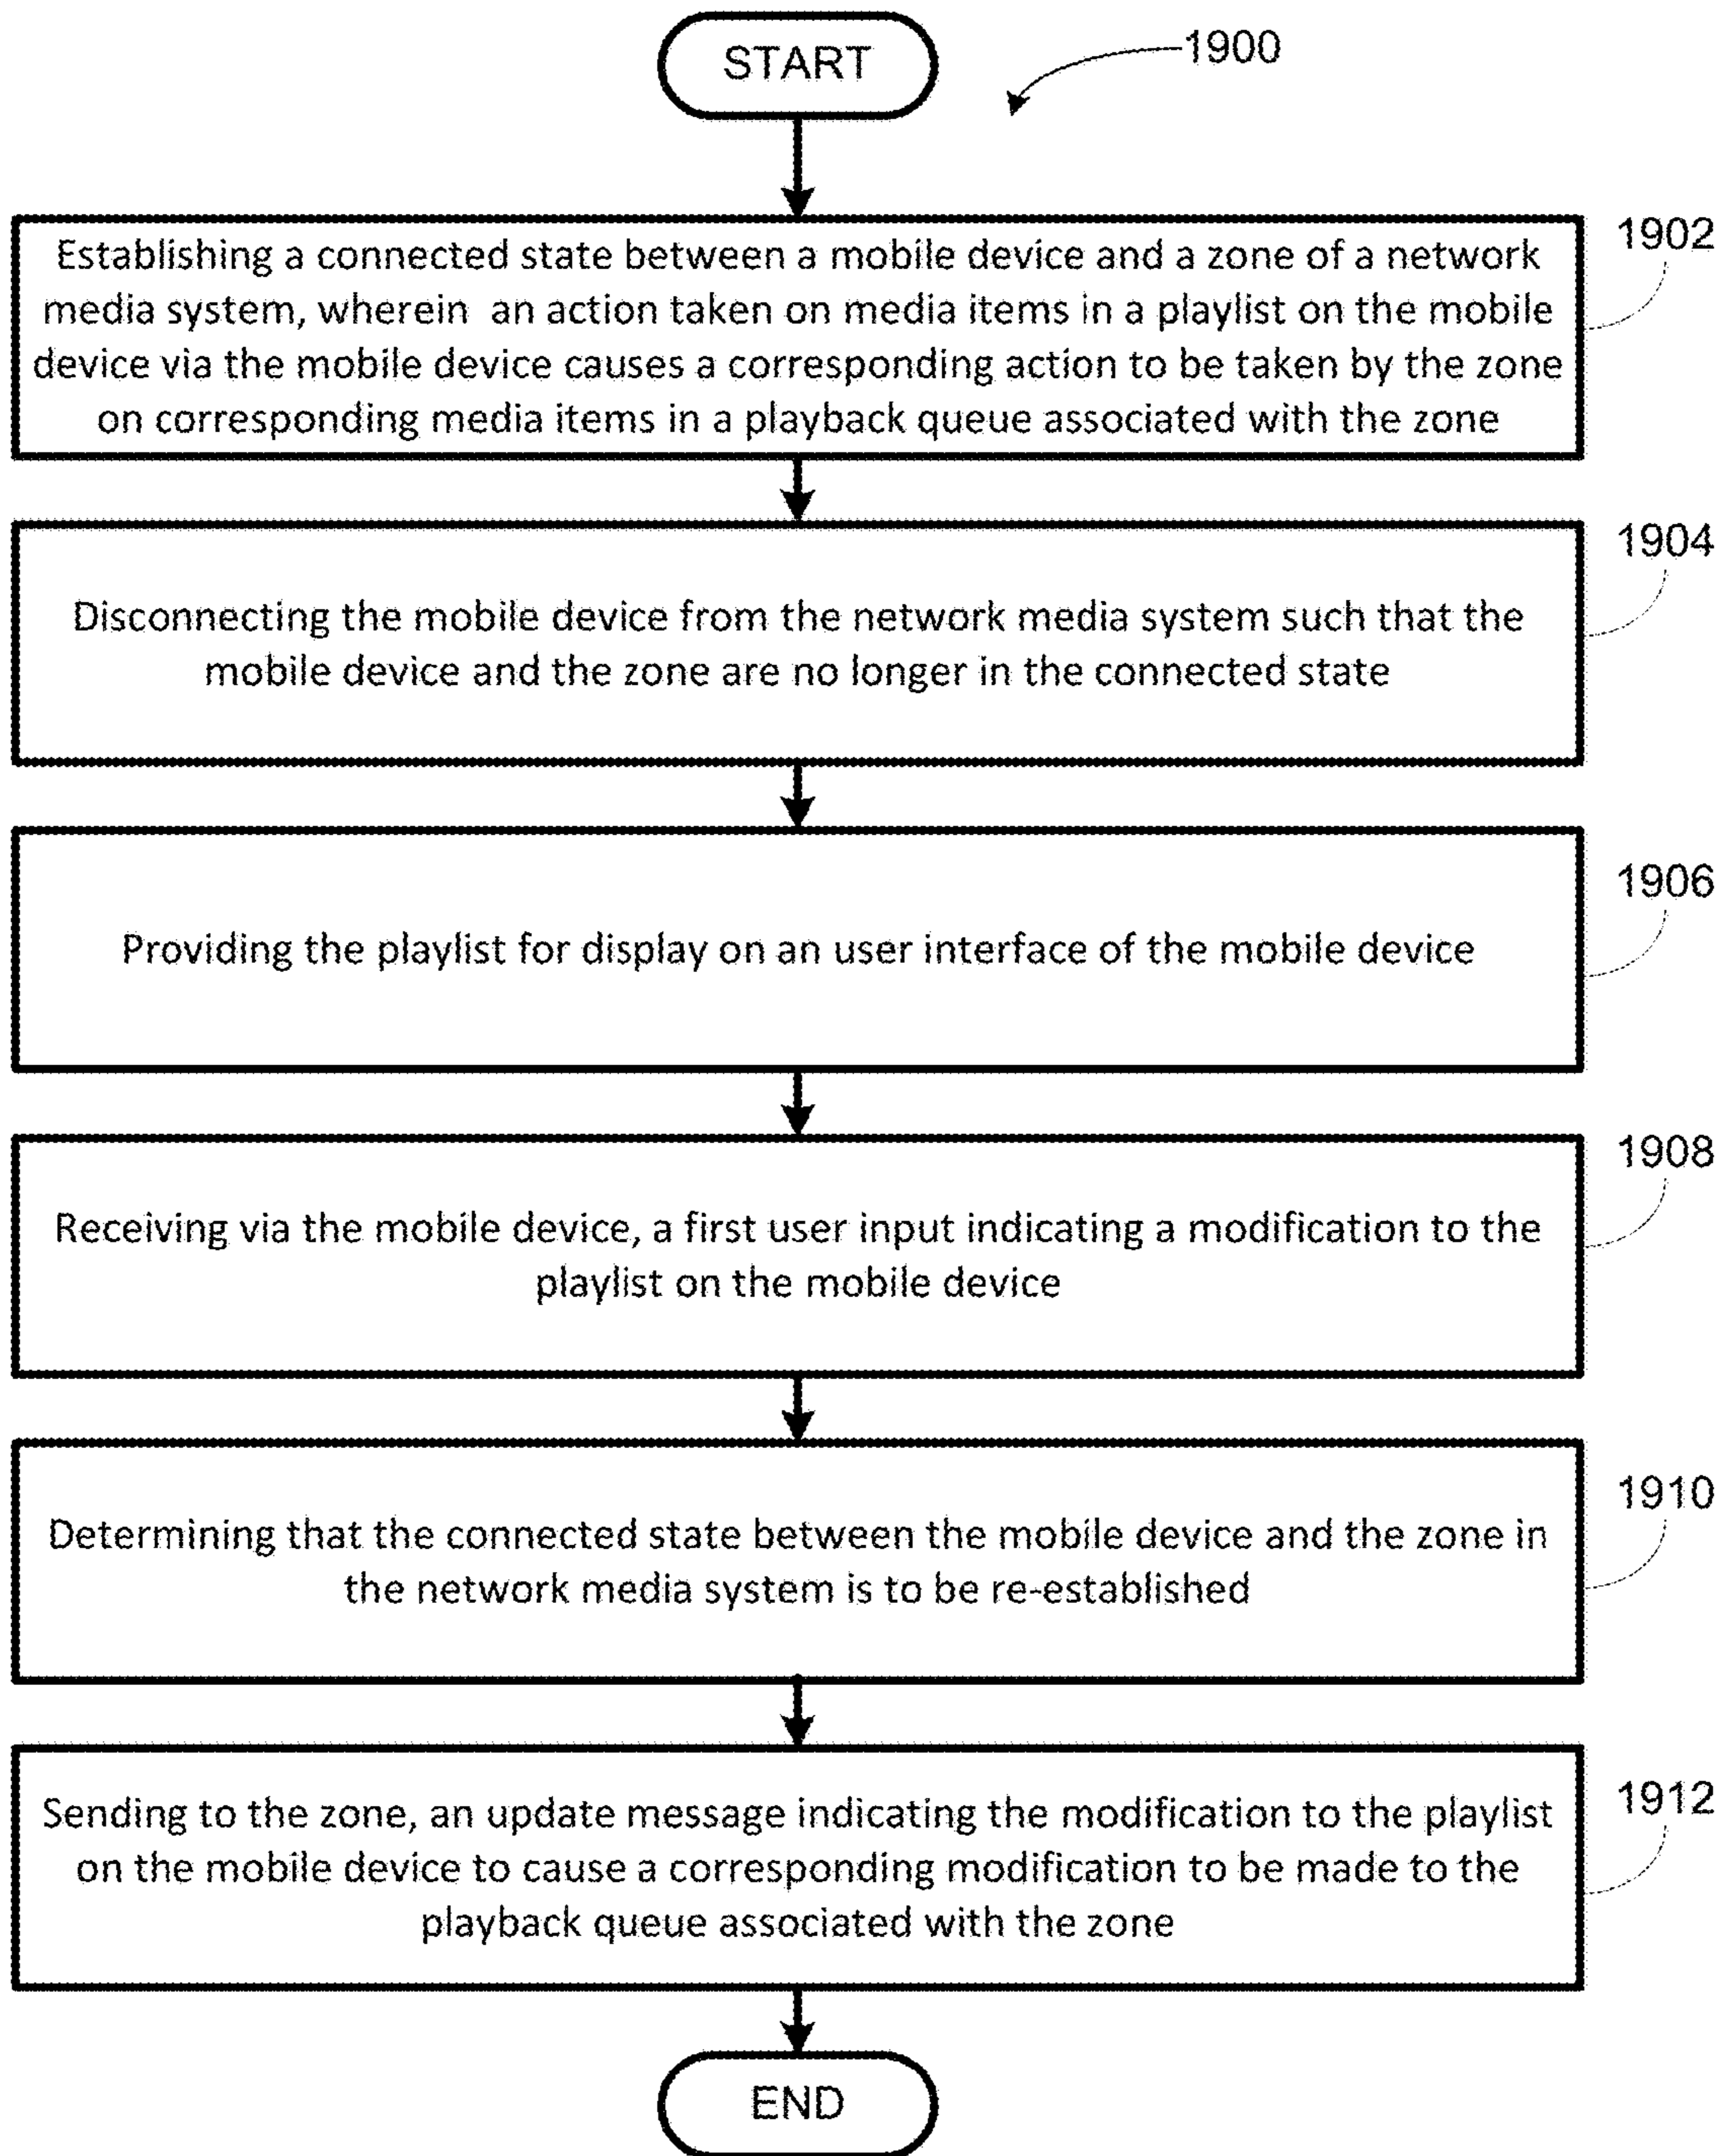 START
1900
Establishing a connected state between a mobile device and a zone of a network
media system, wherein an action taken on media items in a playlist on the mobile
device via the mobile device causes a corresponding action to be taken by the zone
on corresponding media items in a playback queue associated with the zone
1902
Disconnecting the mobile device from the network media system such that the
mobile device and the zone are no longer in the connected state
1904
Providing the playlist for display on an user interface of the mobile device
1906
Receiving via the mobile device, a first user input indicating a modification to the
playlist on the mobile device
1908
Determining that the connected state between the mobile device and the zone in
the network media system is to be re-established
1910
Sending to the zone, an update message indicating the modification to the playlist
on the mobile device to cause a corresponding modification to be made to the
playback queue associated with the zone
1912
END